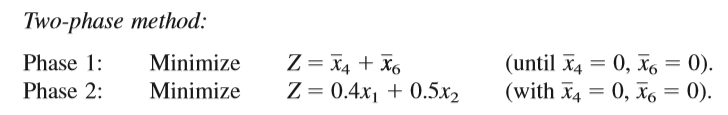 Two-phase method:
Phase 1: Minimize Z = x̄₄ + x̄₆ (until x̄₄ = 0, x̄₆ = 0).
Phase 2: Minimize Z = 0.4x₁ + 0.5x₂ (with x̄₄ = 0, x̄₆ = 0).